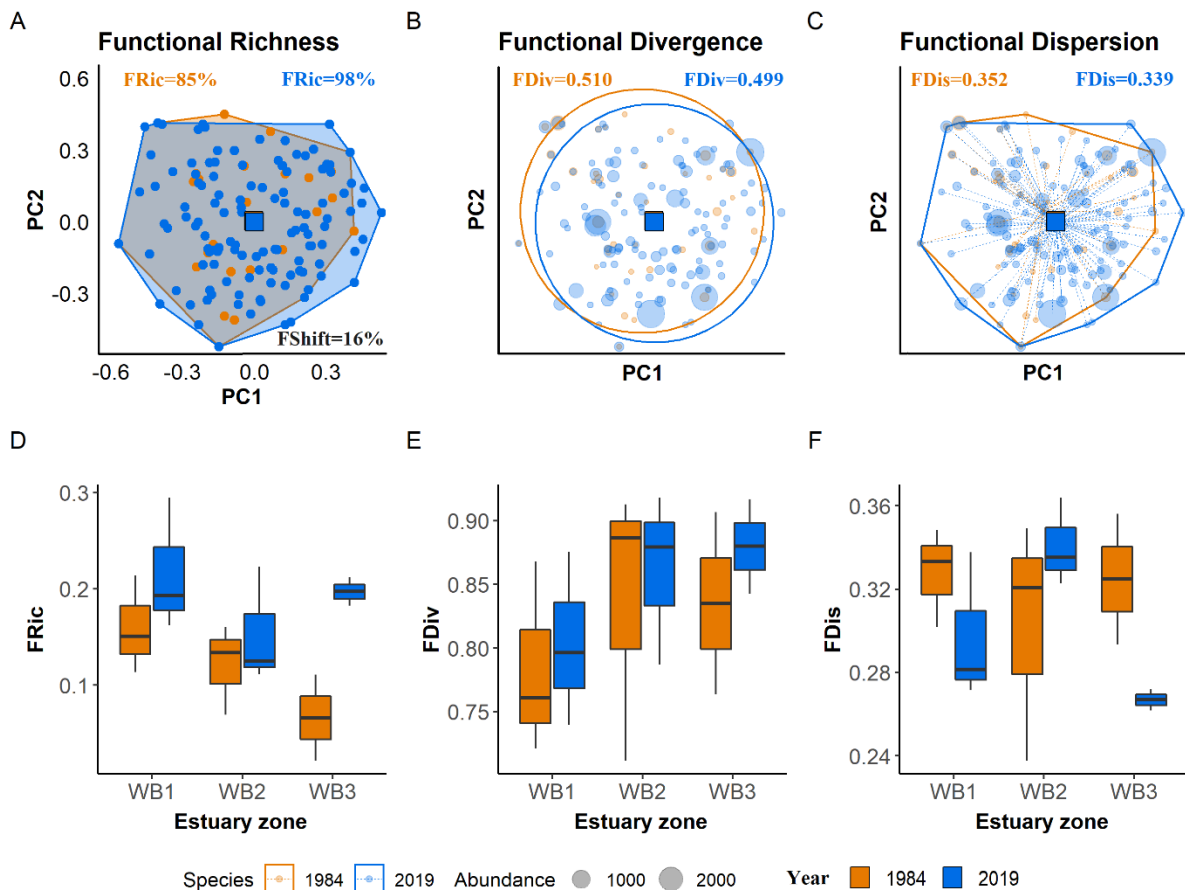 A
Functional Richness
B
Functional Divergence
C
Functional Dispersion
FRic=85%
FRic=98%
FDiv=0.510
FDiv=0.499
FDis=0.352
FDis=0.339
0.6
0.3
0.0
-0.3
PC2
PC2
PC2
FShift=16%
-0.6
-0.3
0.0
0.3
PC1
PC1
PC1
D
E
F
0.3
0.2
0.1
FRic
0.90
0.85
0.80
0.75
FDiv
0.36
0.32
0.28
0.24
FDis
WB1 WB2 WB3
Estuary zone
WB1 WB2 WB3
Estuary zone
WB1 WB2 WB3
Estuary zone
Species 1984 2019 Abundance 1000 2000 Year 1984 2019